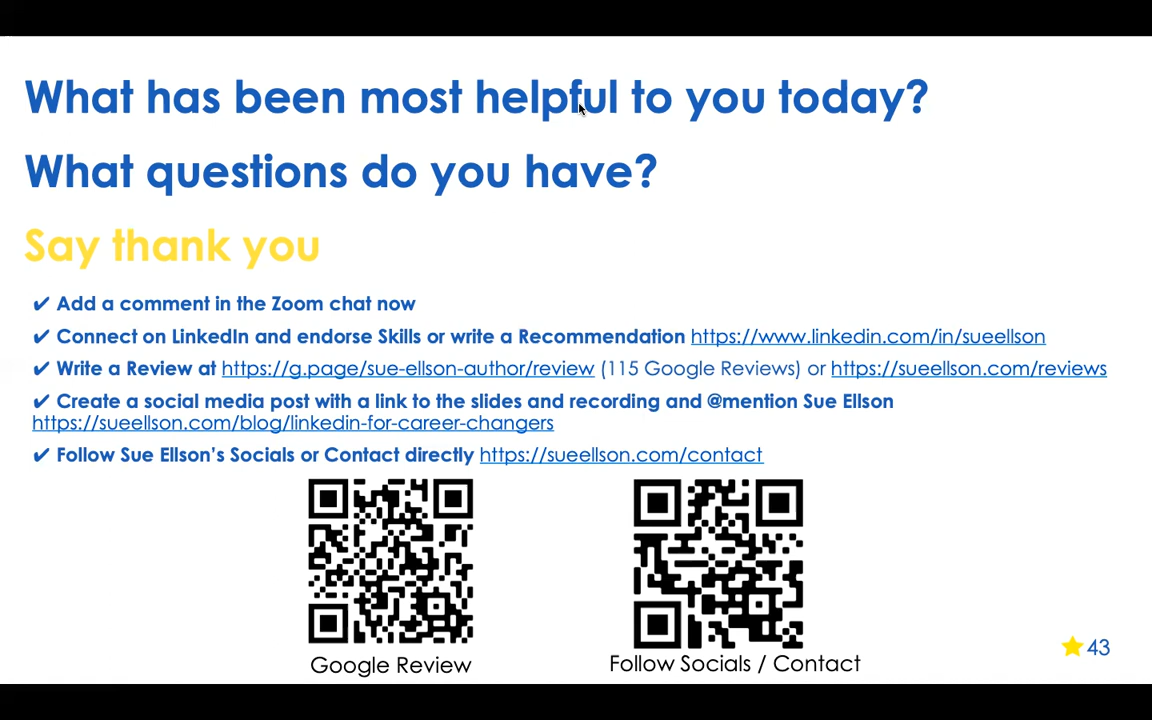 What has been most helpful to you today?
What questions do you have?
Say thank you
✔ Add a comment in the Zoom chat now
✔ Connect on LinkedIn and endorse Skills or write a Recommendation https://www.linkedin.com/in/sueellson
✔ Write a Review at https://g.page/sue-ellson-author/review (115 Google Reviews) or https://sueellson.com/reviews
✔ Create a social media post with a link to the slides and recording and @mention Sue Ellson
https://sueellson.com/blog/linkedin-for-career-changers
✔ Follow Sue Ellson’s Socials or Contact directly https://sueellson.com/contact
Google Review
Follow Socials / Contact
43